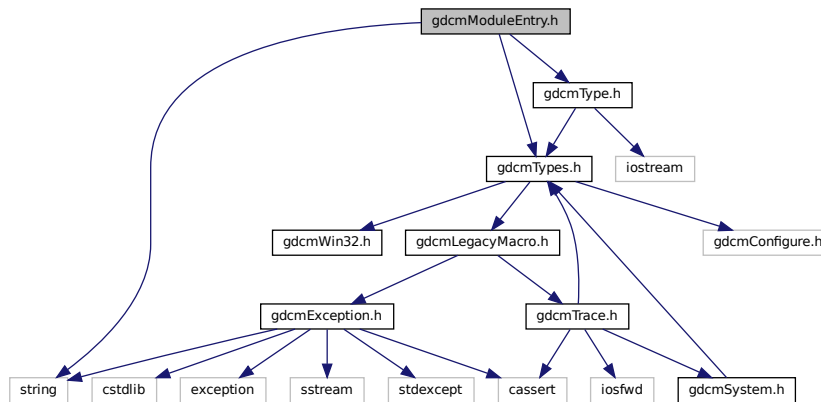 gdcmModuleEntry.h
gdcmType.h
gdcmTypes.h
iostream
gdcmWin32.h
gdcmLegacyMacro.h
gdcmConfigure.h
gdcmException.h
gdcmTrace.h
string
cstdlib
exception
sstream
stdexcept
cassert
iosfwd
gdcmSystem.h